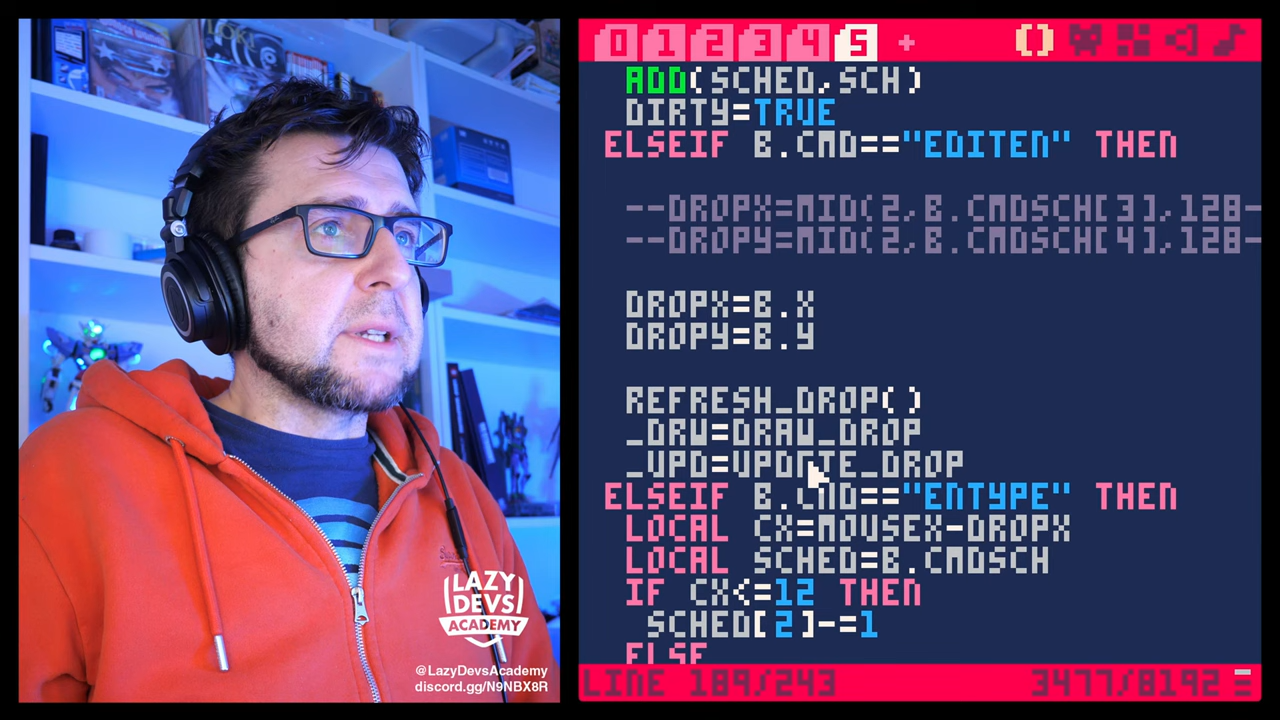 LOKI
LAZY
DEVS
ACADEMY
@LazyDevsAcademy
discord.gg/N9NBX8R
0 1 2 3 4 5 +
ADD(SCHED,SCH)
DIRTY=TRUE
ELSEIF B.CMD=="EDITEN" THEN
--DROPX=MID(2,B.CMDSCH[3],128-
--DROPY=MID(2,B.CMDSCH[4],128-
DROPX=B.X
DROPY=B.Y
REFRESH_DROP()
_DRW=DRAW_DROP
_UPD=UPDATE_DROP
ELSEIF B.CMD=="ENTYPE" THEN
LOCAL CX=MOUSEX-DROPX
LOCAL SCHED=B.CMDSCH
IF CX<=12 THEN
SCHED[2]-=1
ELSE
LINE 189/243
3477/8192